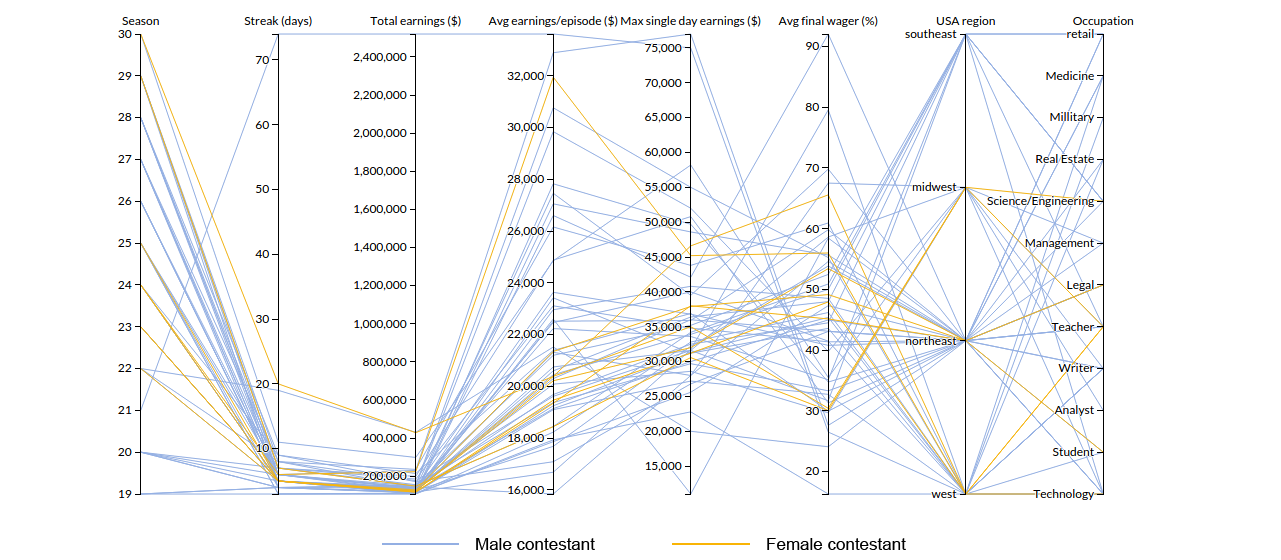 Season
Streak (days)
Total earnings ($)
Avg earnings/episode ($)
Max single day earnings ($)
Avg final wager (%)
USA region
Occupation
30
29
28
27
26
25
24
23
22
21
20
19
70
60
50
40
30
20
10
2,400,000
2,200,000
2,000,000
1,800,000
1,600,000
1,400,000
1,200,000
1,000,000
800,000
600,000
400,000
200,000
32,000
30,000
28,000
26,000
24,000
22,000
20,000
18,000
16,000
75,000
70,000
65,000
60,000
55,000
50,000
45,000
40,000
35,000
30,000
25,000
20,000
15,000
90
80
70
60
50
40
30
20
southeast
midwest
northeast
west
retail
Medicine
Millitary
Real Estate
Science/Engineering
Management
Legal
Teacher
Writer
Analyst
Student
Technology
Male contestant
Female contestant